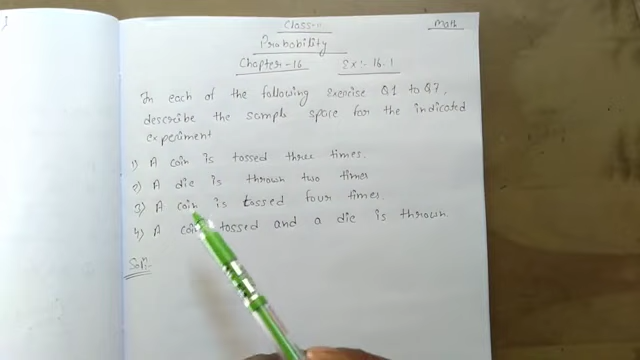 Class-11
Math
Probability
Chapter-16 Ex:- 16.1
In each of the following Exercise Q1 to Q7,
describe the sample space for the indicated
experiment
1) A coin is tossed three times.
2) A die is thrown two times
3) A coin is tossed four times.
4) A coin tossed and a die is thrown.
Soln:-